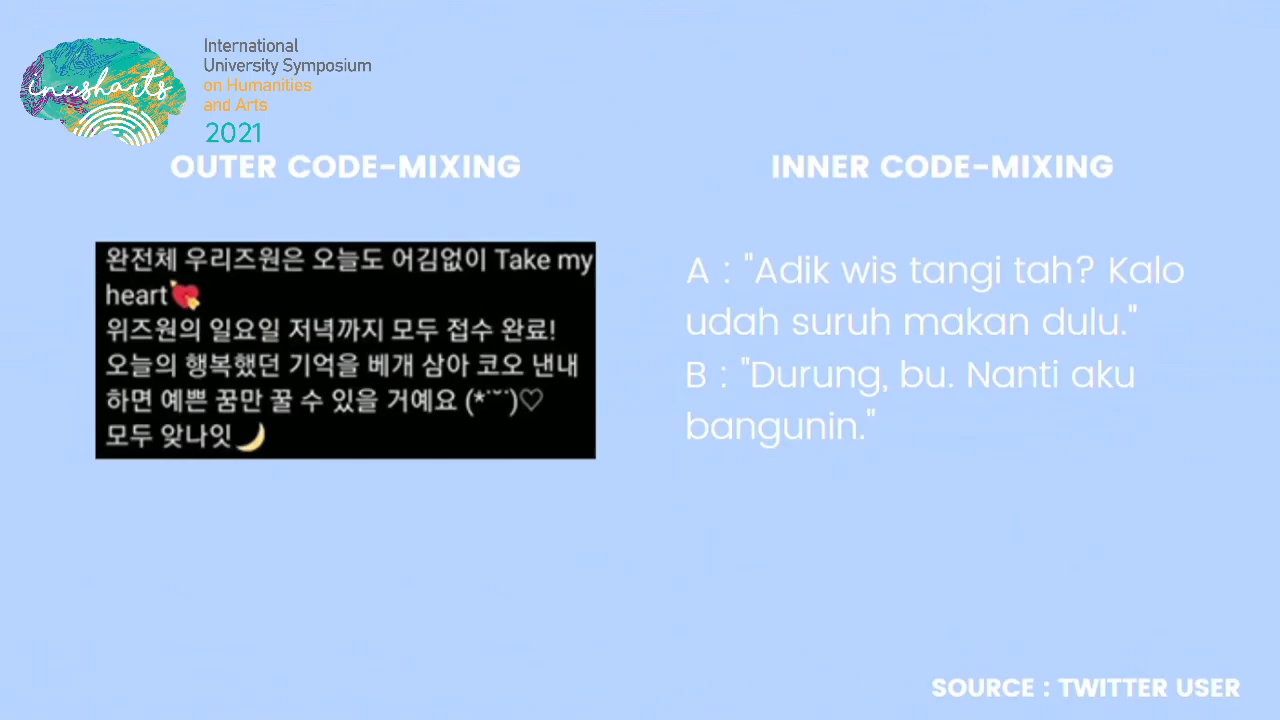 inusharts
International
University Symposium
on Humanities
and Arts
2021
OUTER CODE-MIXING
완전체 우리즈원은 오늘도 어김없이 Take my
heart💘
위즈원의 일요일 저녁까지 모두 접수 완료!
오늘의 행복했던 기억을 베개 삼아 코오 낸내
하면 예쁜 꿈만 꿀 수 있을 거예요 (*˙˘˙)♡
모두 앚나잇🌙
INNER CODE-MIXING
A : "Adik wis tangi tah? Kalo
udah suruh makan dulu."
B : "Durung, bu. Nanti aku
bangunin."
SOURCE : TWITTER USER